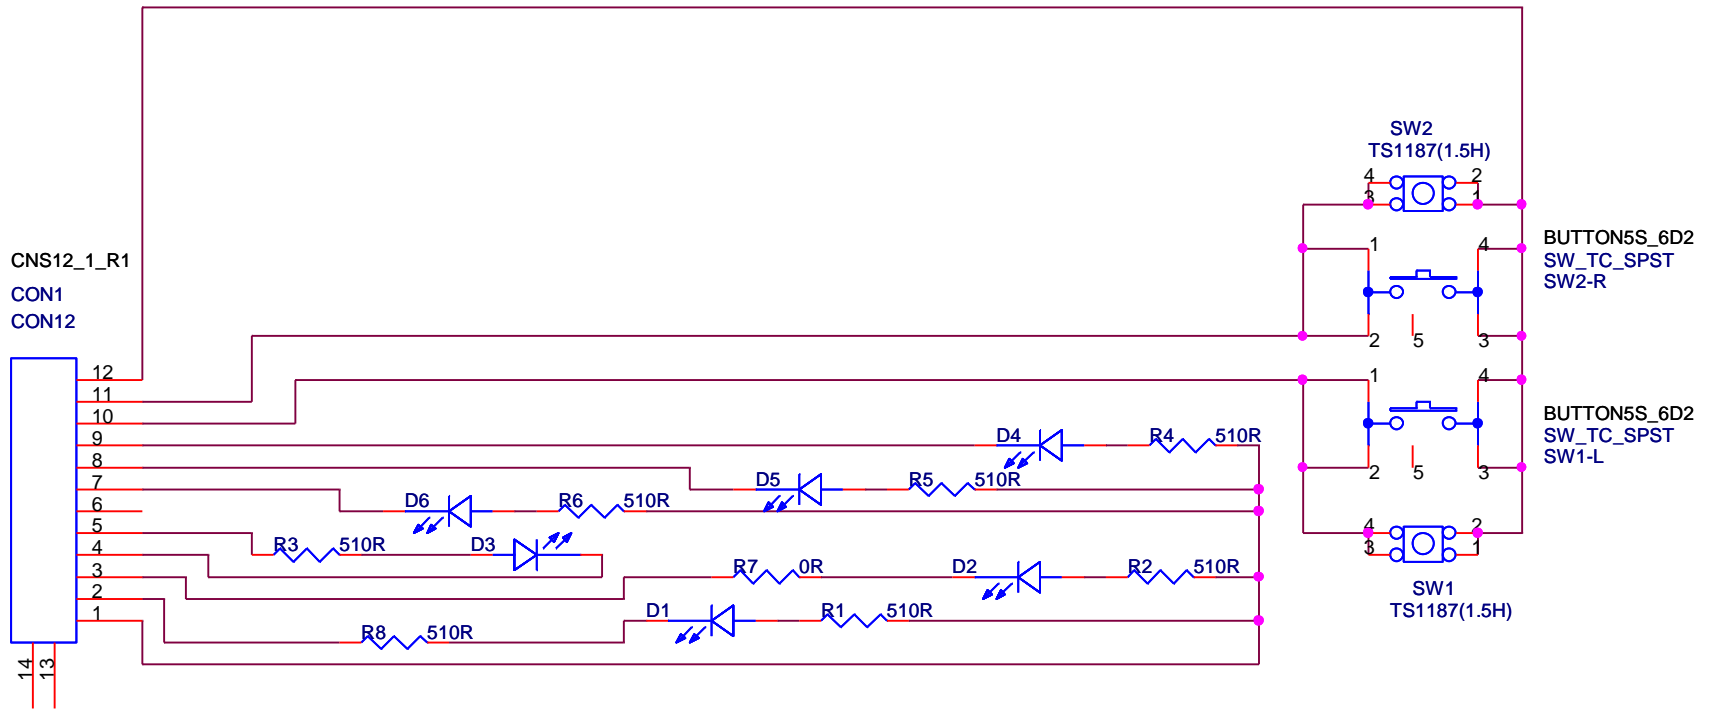 SW2
TS1187(1.5H)
4
2
3
1
1
4
BUTTON5S_6D2
SW_TC_SPST
SW2-R
2
5
3
CNS12_1_R1
CON1
CON12
12
11
10
9
8
7
6
5
4
3
2
1
14
13
1
4
BUTTON5S_6D2
SW_TC_SPST
SW1-L
2
5
3
D4
R4
510R
D5
R5
510R
D6
R6
510R
R3
510R
D3
R7
0R
D2
R2
510R
D1
R1
510R
R8
510R
4
2
3
1
SW1
TS1187(1.5H)